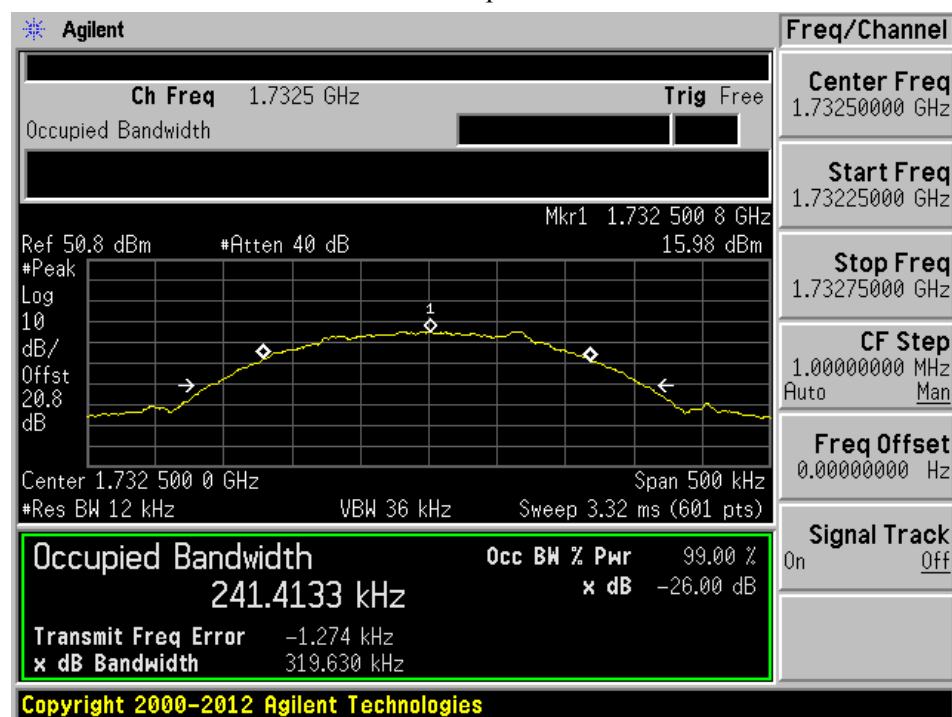 Agilent
Freq/Channel
Ch Freq 1.7325 GHz Trig Free
Occupied Bandwidth
Mkr1 1.732 500 8 GHz
Ref 50.8 dBm #Atten 40 dB 15.98 dBm
#Peak
Log
10
dB/
Offst
20.8
dB
1
Center 1.732 500 0 GHz Span 500 kHz
#Res BW 12 kHz VBW 36 kHz Sweep 3.32 ms (601 pts)
Occupied Bandwidth
241.4133 kHz
Occ BW % Pwr 99.00 %
x dB -26.00 dB
Transmit Freq Error -1.274 kHz
x dB Bandwidth 319.630 kHz
Copyright 2000-2012 Agilent Technologies
Center Freq
1.73250000 GHz
Start Freq
1.73225000 GHz
Stop Freq
1.73275000 GHz
CF Step
1.00000000 MHz
Auto Man
Freq Offset
0.00000000 Hz
Signal Track
On Off